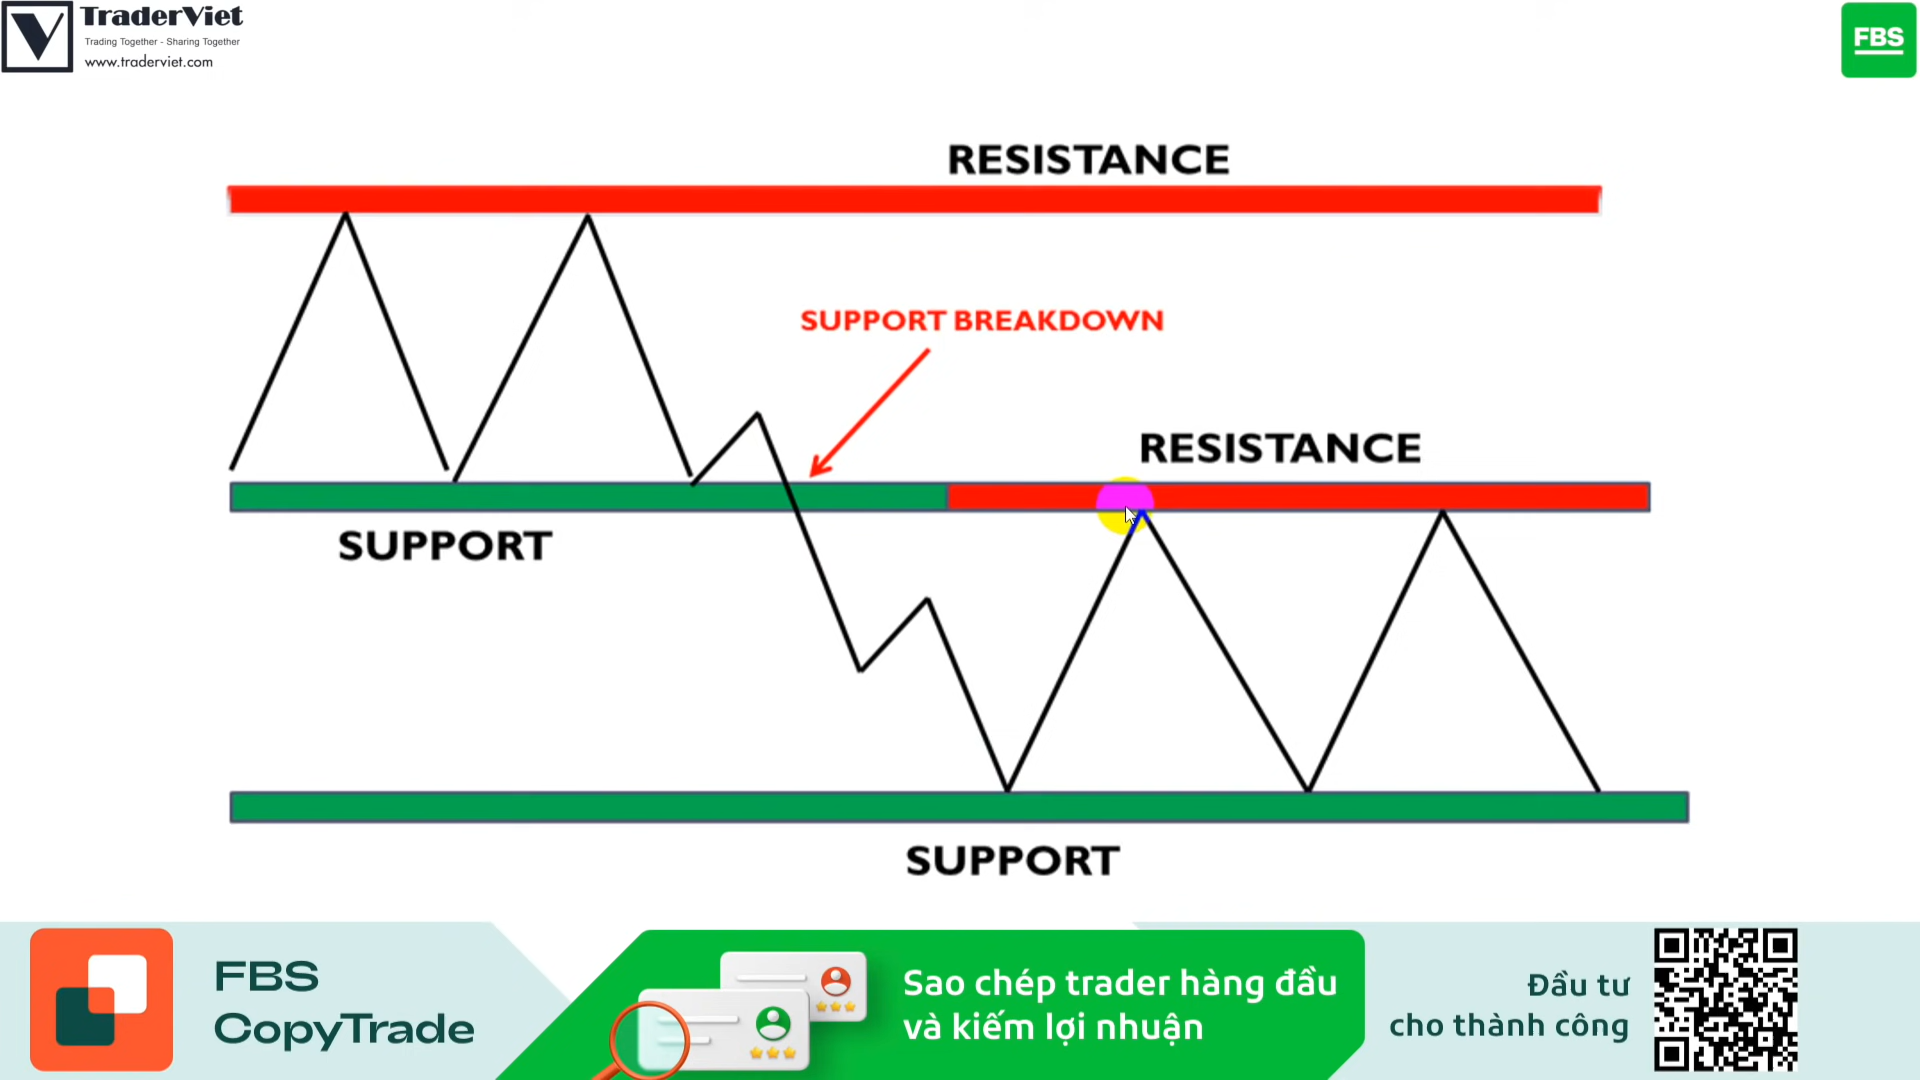 TraderViet
Trading Together - Sharing Together
www.traderviet.com
FBS
RESISTANCE
SUPPORT BREAKDOWN
RESISTANCE
SUPPORT
SUPPORT
FBS
CopyTrade
Sao chép trader hàng đầu
và kiếm lợi nhuận
Đầu tư
cho thành công